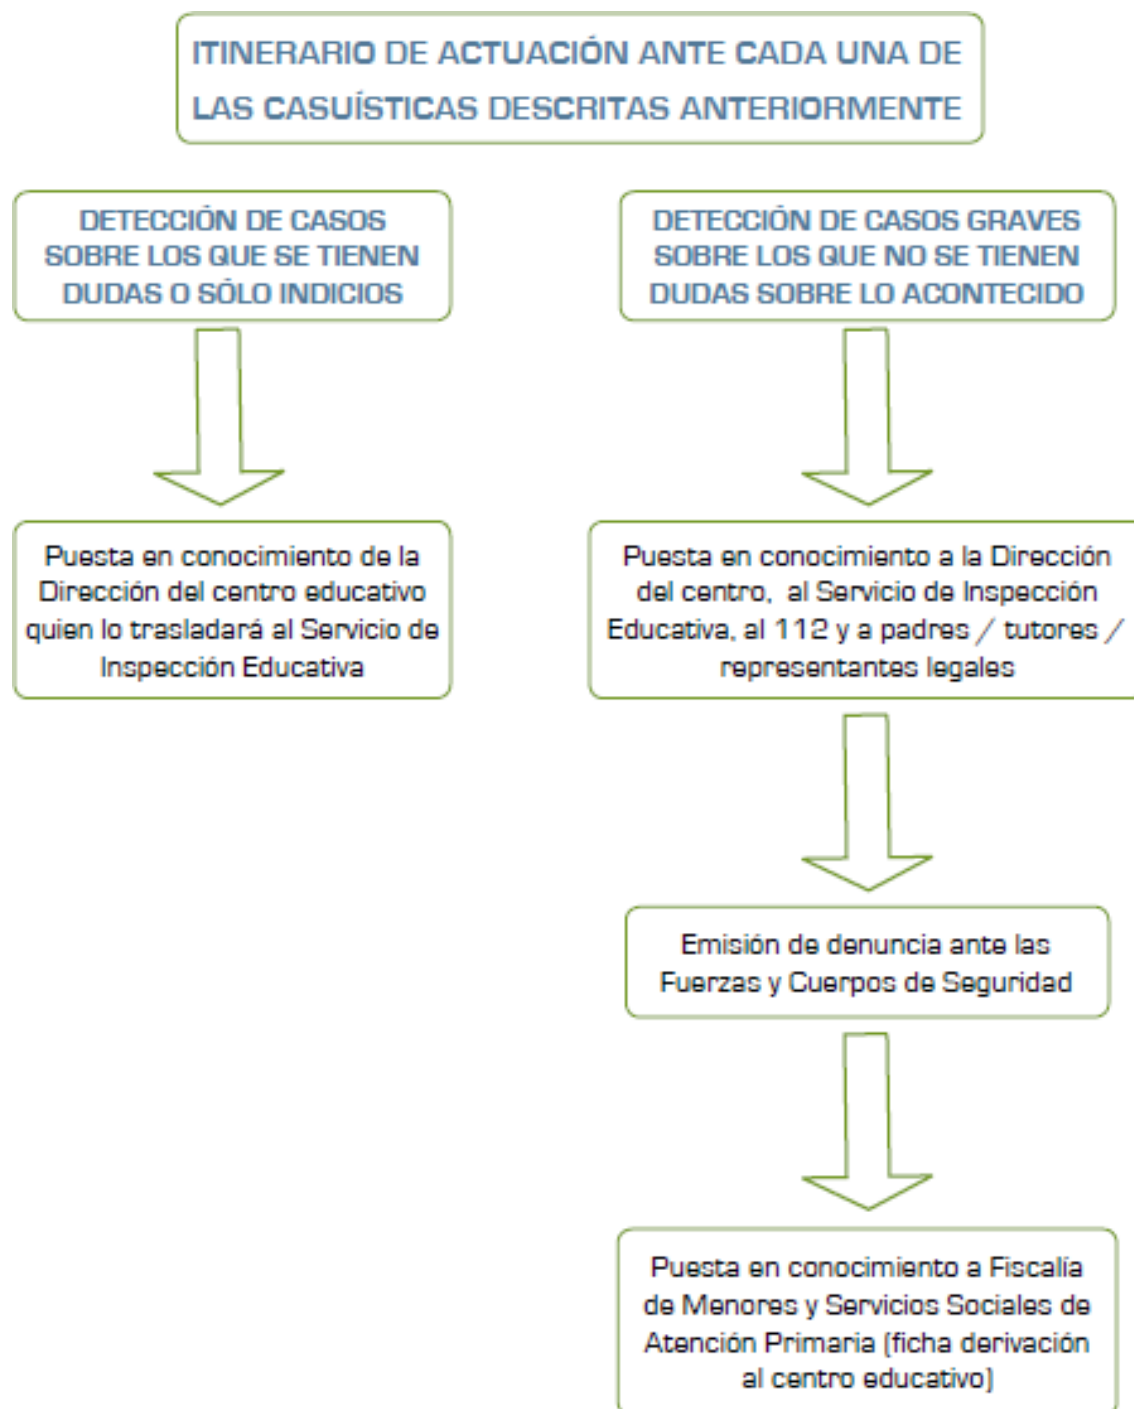 ITINERARIO DE ACTUACIÓN ANTE CADA UNA DE
LAS CASUÍSTICAS DESCRITAS ANTERIORMENTE
DETECCIÓN DE CASOS
SOBRE LOS QUE SE TIENEN
DUDAS O SÓLO INDICIOS
Puesta en conocimiento de la
Dirección del centro educativo
quien lo trasladará al Servicio de
Inspección Educativa
DETECCIÓN DE CASOS GRAVES
SOBRE LOS QUE NO SE TIENEN
DUDAS SOBRE LO ACONTECIDO
Puesta en conocimiento a la Dirección
del centro, al Servicio de Inspección
Educativa, al 112 y a padres / tutores /
representantes legales
Emisión de denuncia ante las
Fuerzas y Cuerpos de Seguridad
Puesta en conocimiento a Fiscalía
de Menores y Servicios Sociales de
Atención Primaria (ficha derivación
al centro educativo)